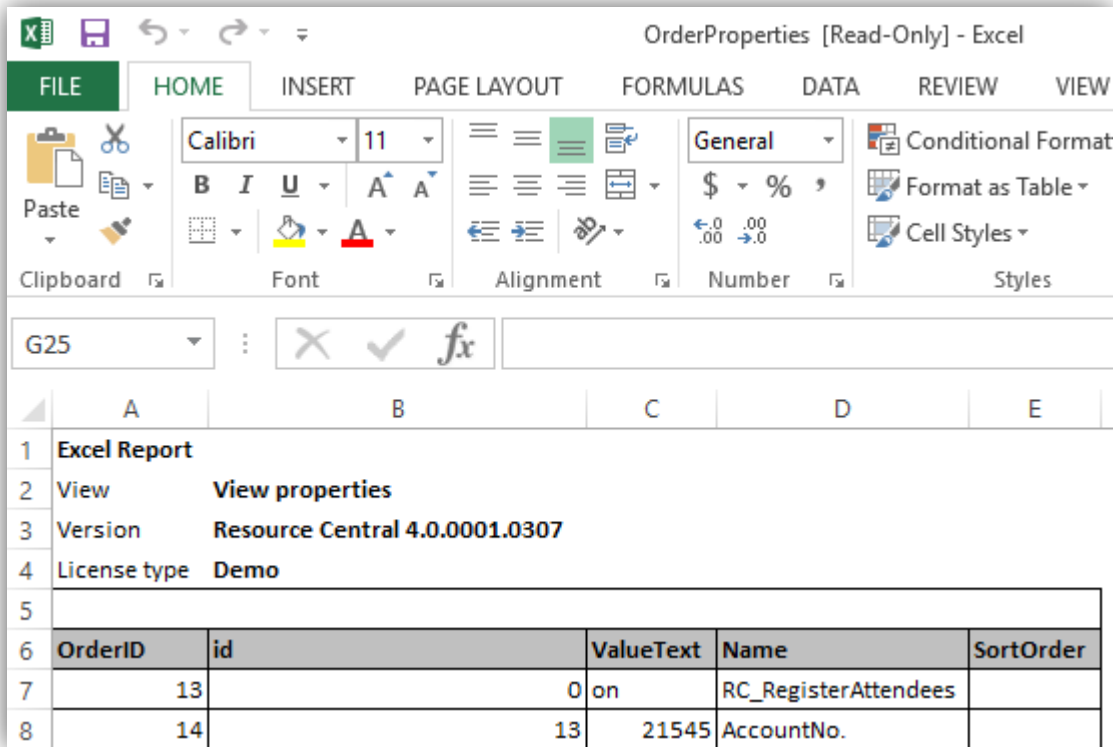 OrderProperties [Read-Only] - Excel
FILE HOME INSERT PAGE LAYOUT FORMULAS DATA REVIEW VIEW
Calibri 11 General Conditional Format
B I U A A $ % , Format as Table
Paste
A .00 .00 Cell Styles
Clipboard Font Alignment Number Styles
G25 fx
A B C D E
1 Excel Report
2 View View properties
3 Version Resource Central 4.0.0001.0307
4 License type Demo
5
6 OrderID id ValueText Name SortOrder
7 13 0 on RC_RegisterAttendees
8 14 13 21545 AccountNo.